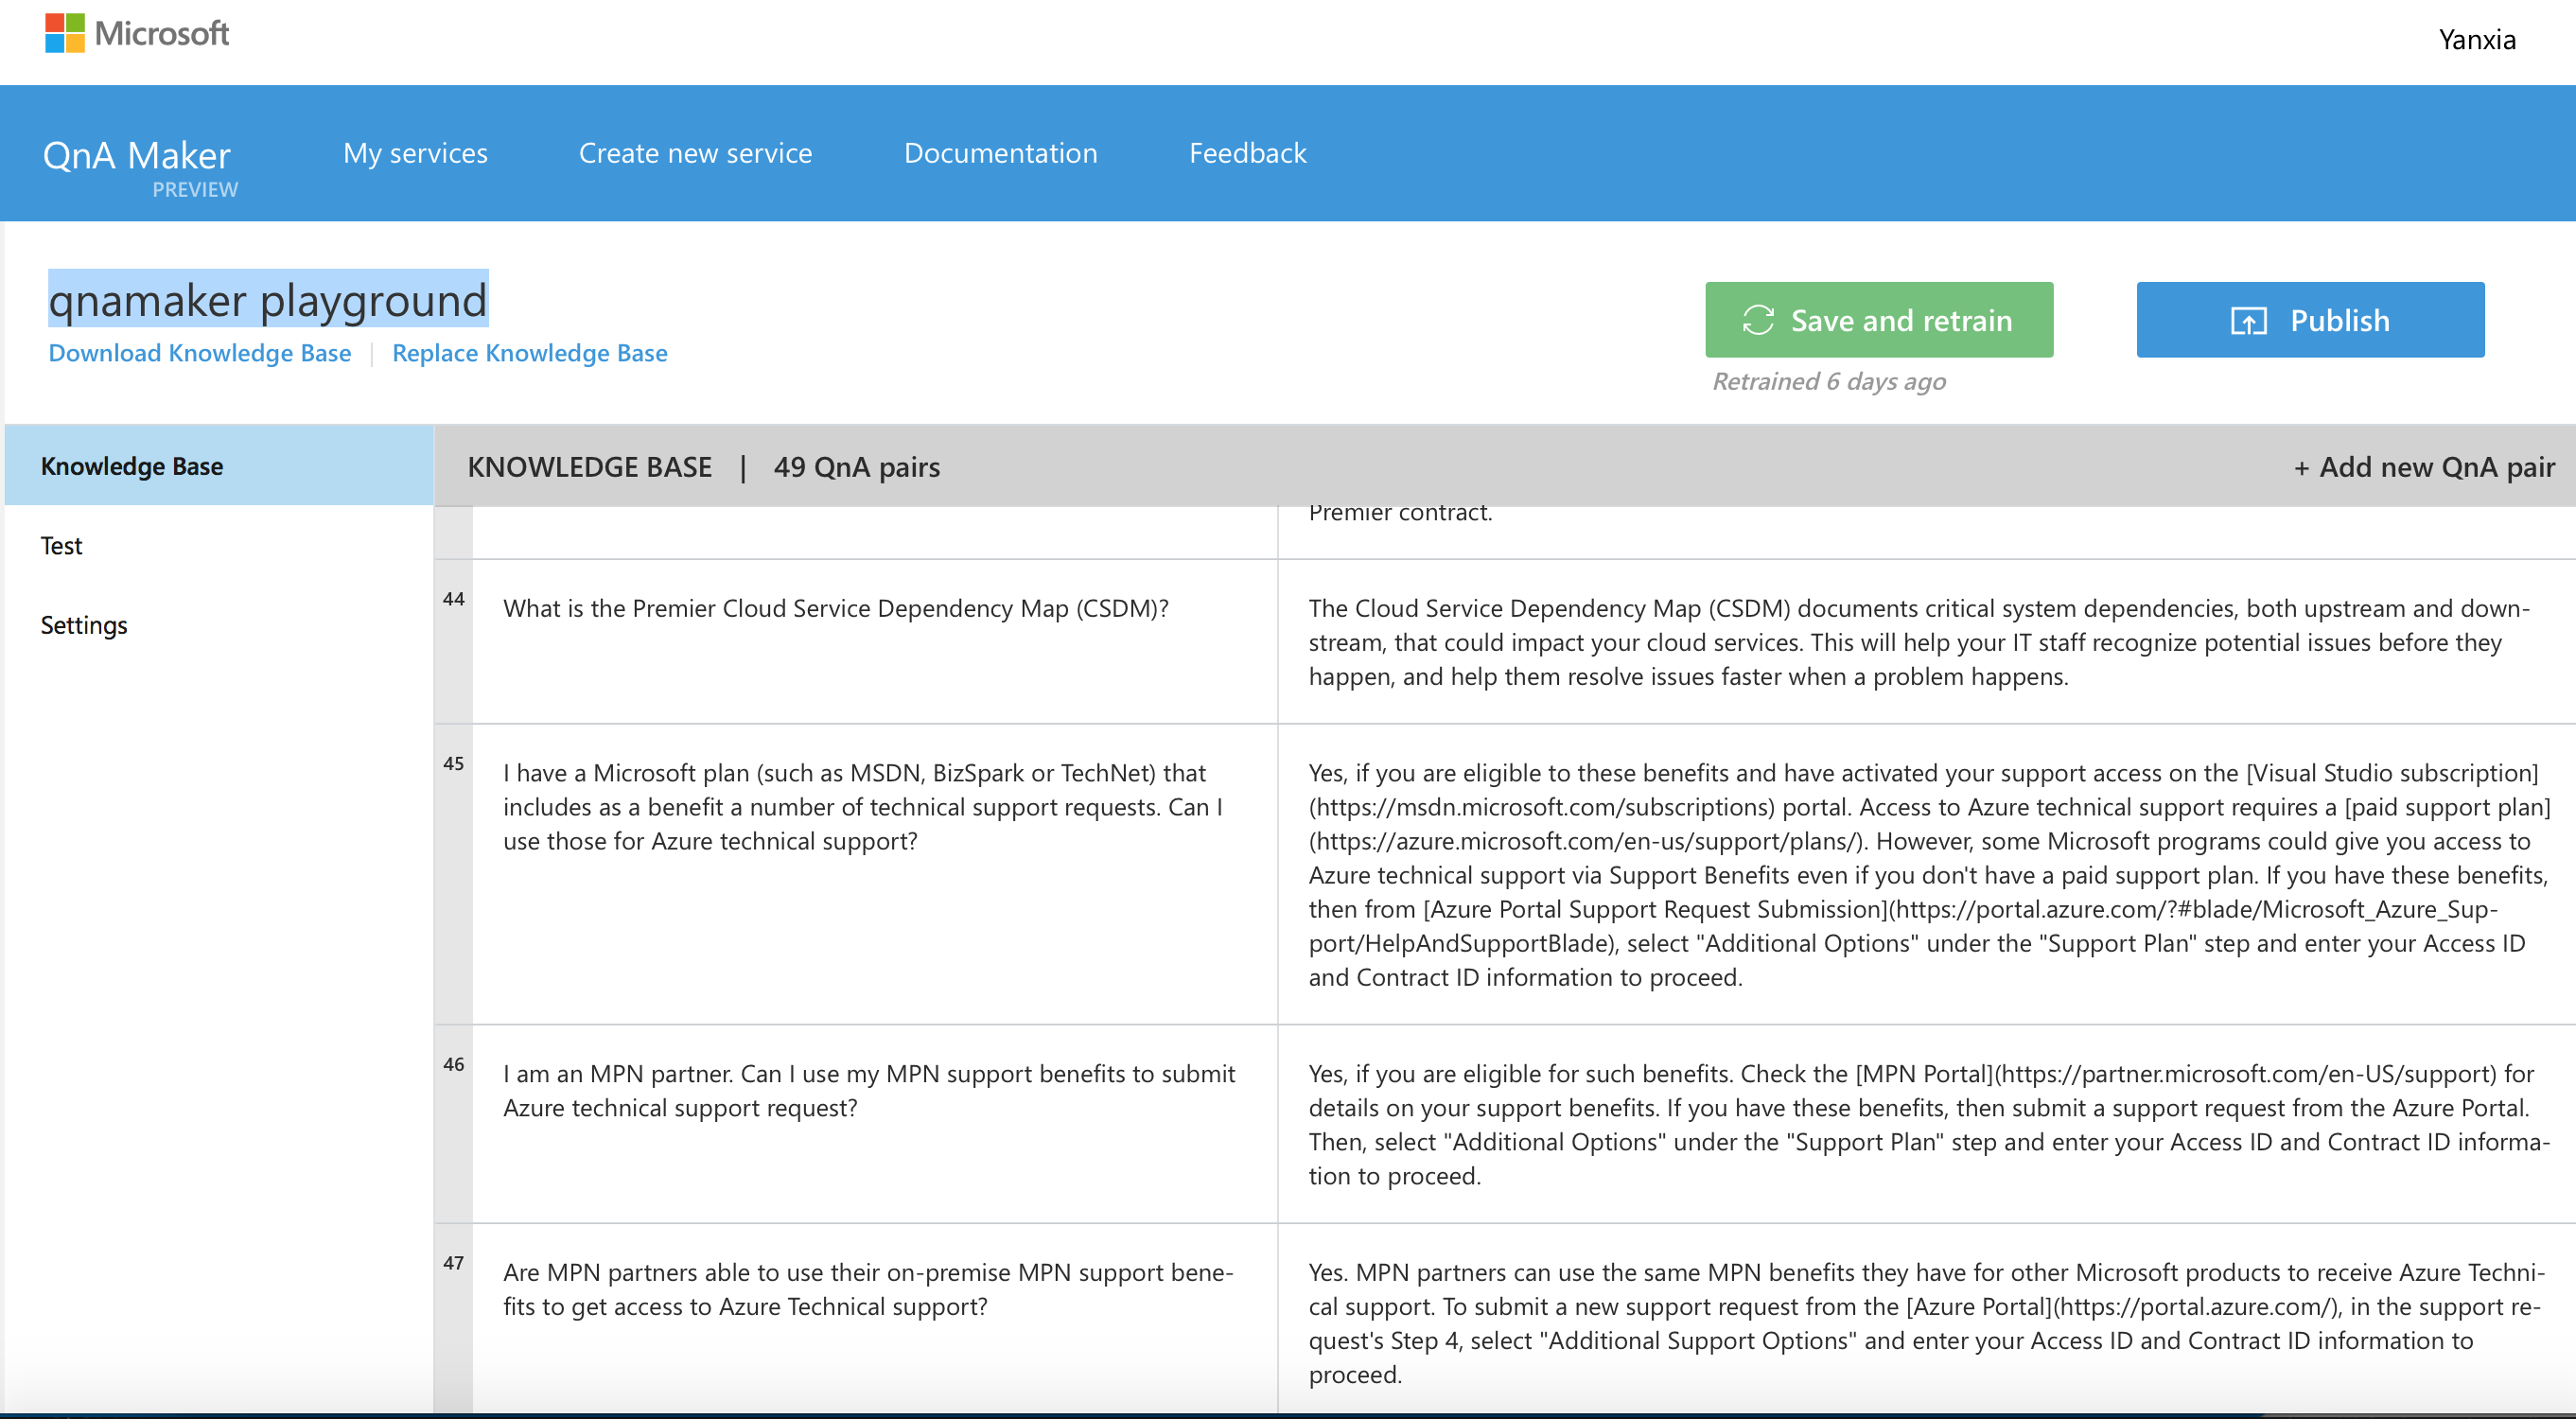 Microsoft
Yanxia
QnA Maker
PREVIEW
My services
Create new service
Documentation
Feedback
qnamaker playground
Download Knowledge Base | Replace Knowledge Base
Save and retrain
Publish
Retrained 6 days ago
Knowledge Base
Test
Settings
KNOWLEDGE BASE | 49 QnA pairs
+ Add new QnA pair
Premier contract.
44
What is the Premier Cloud Service Dependency Map (CSDM)?
The Cloud Service Dependency Map (CSDM) documents critical system dependencies, both upstream and down-
stream, that could impact your cloud services. This will help your IT staff recognize potential issues before they
happen, and help them resolve issues faster when a problem happens.
45
I have a Microsoft plan (such as MSDN, BizSpark or TechNet) that
includes as a benefit a number of technical support requests. Can I
use those for Azure technical support?
Yes, if you are eligible to these benefits and have activated your support access on the [Visual Studio subscription]
(https://msdn.microsoft.com/subscriptions) portal. Access to Azure technical support requires a [paid support plan]
(https://azure.microsoft.com/en-us/support/plans/). However, some Microsoft programs could give you access to
Azure technical support via Support Benefits even if you don't have a paid support plan. If you have these benefits,
then from [Azure Portal Support Request Submission](https://portal.azure.com/?#blade/Microsoft_Azure_Sup-
port/HelpAndSupportBlade), select "Additional Options" under the "Support Plan" step and enter your Access ID
and Contract ID information to proceed.
46
I am an MPN partner. Can I use my MPN support benefits to submit
Azure technical support request?
Yes, if you are eligible for such benefits. Check the [MPN Portal](https://partner.microsoft.com/en-US/support) for
details on your support benefits. If you have these benefits, then submit a support request from the Azure Portal.
Then, select "Additional Options" under the "Support Plan" step and enter your Access ID and Contract ID informa-
tion to proceed.
47
Are MPN partners able to use their on-premise MPN support bene-
fits to get access to Azure Technical support?
Yes. MPN partners can use the same MPN benefits they have for other Microsoft products to receive Azure Techni-
cal support. To submit a new support request from the [Azure Portal](https://portal.azure.com/), in the support re-
quest's Step 4, select "Additional Support Options" and enter your Access ID and Contract ID information to
proceed.